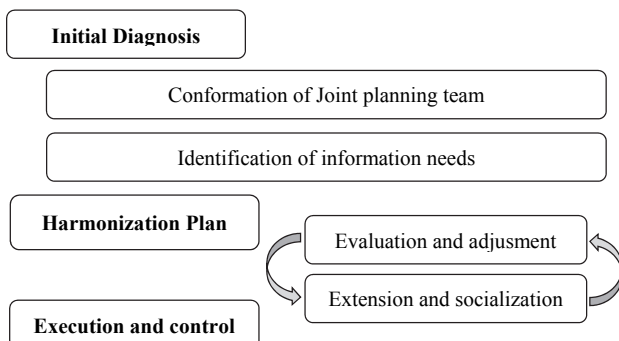 Initial Diagnosis
Conformation of Joint planning team
Identification of information needs
Harmonization Plan
Evaluation and adjusment
Extension and socialization
Execution and control